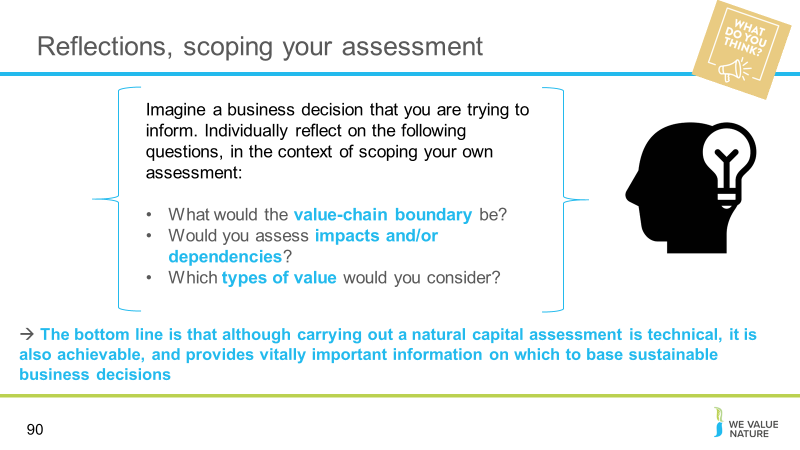 Reflections, scoping your assessment
WHAT
DO YOU
THINK?
Imagine a business decision that you are trying to
inform. Individually reflect on the following
questions, in the context of scoping your own
assessment:
• What would the value-chain boundary be?
• Would you assess impacts and/or
dependencies?
• Which types of value would you consider?
→ The bottom line is that although carrying out a natural capital assessment is technical, it is
also achievable, and provides vitally important information on which to base sustainable
business decisions
90
WE VALUE
NATURE